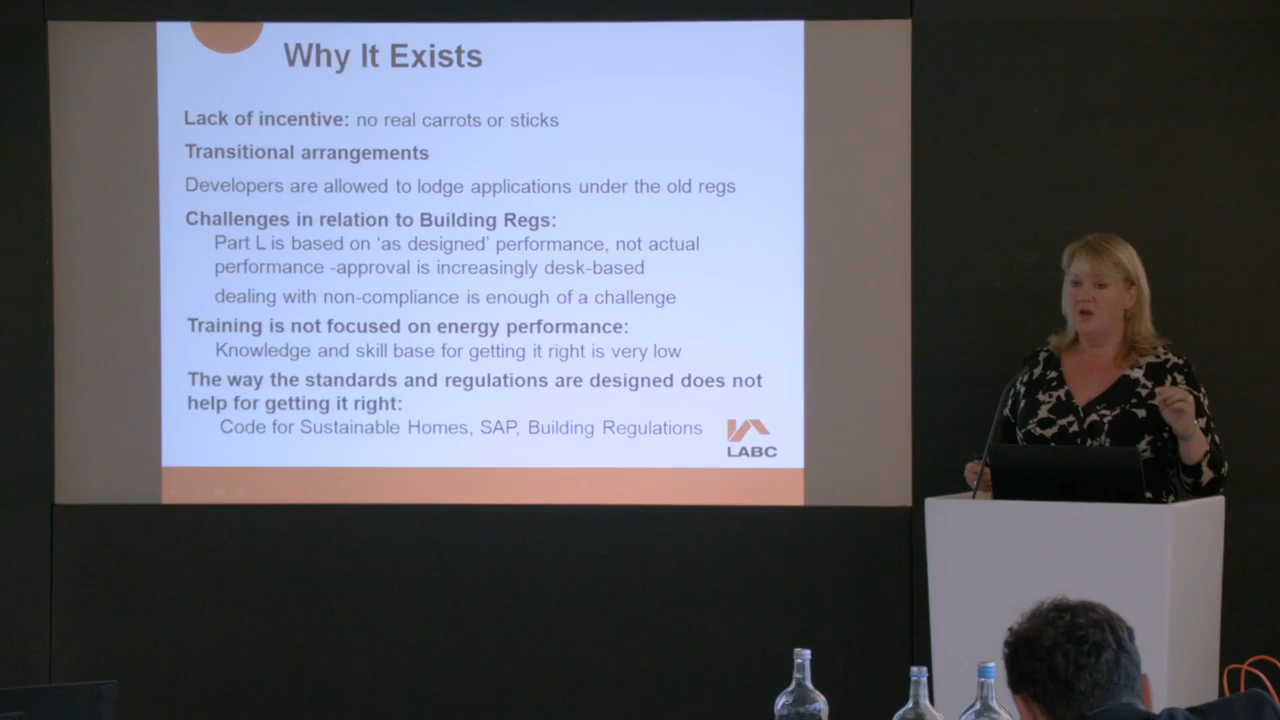 Why It Exists
Lack of incentive: no real carrots or sticks
Transitional arrangements
Developers are allowed to lodge applications under the old regs
Challenges in relation to Building Regs:
Part L is based on ‘as designed’ performance, not actual
performance -approval is increasingly desk-based
dealing with non-compliance is enough of a challenge
Training is not focused on energy performance:
Knowledge and skill base for getting it right is very low
The way the standards and regulations are designed does not
help for getting it right:
Code for Sustainable Homes, SAP, Building Regulations
LABC